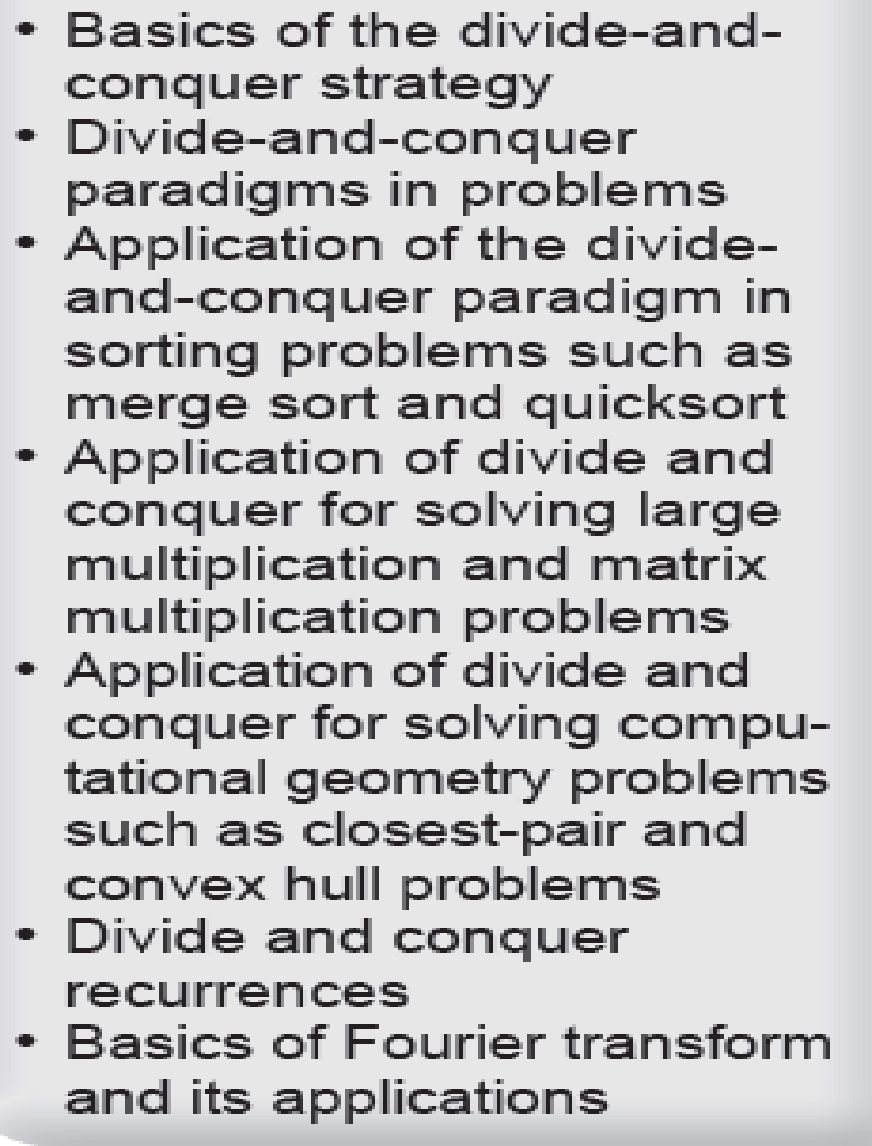 • Basics of the divide-and-
conquer strategy
• Divide-and-conquer
paradigms in problems
• Application of the divide-
and-conquer paradigm in
sorting problems such as
merge sort and quicksort
• Application of divide and
conquer for solving large
multiplication and matrix
multiplication problems
• Application of divide and
conquer for solving compu-
tational geometry problems
such as closest-pair and
convex hull problems
• Divide and conquer
recurrences
• Basics of Fourier transform
and its applications